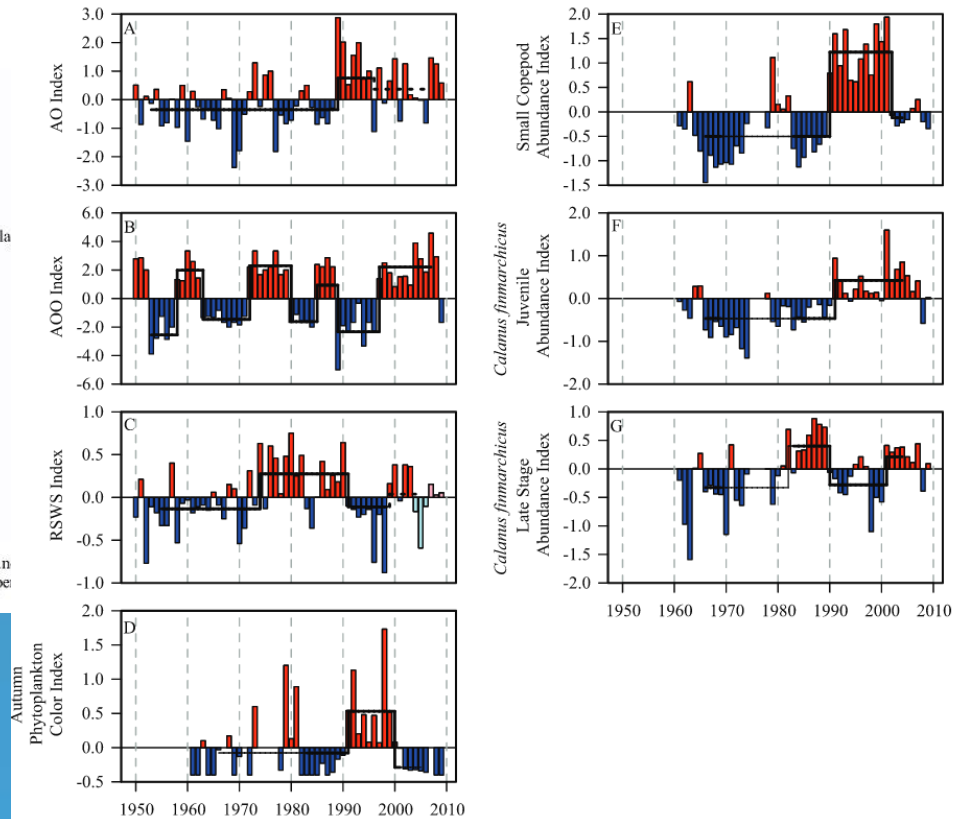 A
AO Index
3.0
2.0
1.0
0.0
-1.0
-2.0
-3.0
B
AOO Index
6.0
4.0
2.0
0.0
-2.0
-4.0
-6.0
C
RSWS Index
1.0
0.5
0.0
-0.5
-1.0
D
Autumn
Phytoplankton
Color Index
2.0
1.5
1.0
0.5
0.0
-0.5
1950 1960 1970 1980 1990 2000 2010
E
Small Copepod
Abundance Index
2.0
1.5
1.0
0.5
0.0
-0.5
-1.0
-1.5
F
Calanus finmarchicus
Juvenile
Abundance Index
2.0
1.0
0.0
-1.0
-2.0
G
Calanus finmarchicus
Late Stage
Abundance Index
1.0
0.5
0.0
-0.5
-1.0
-1.5
-2.0
1950 1960 1970 1980 1990 2000 2010